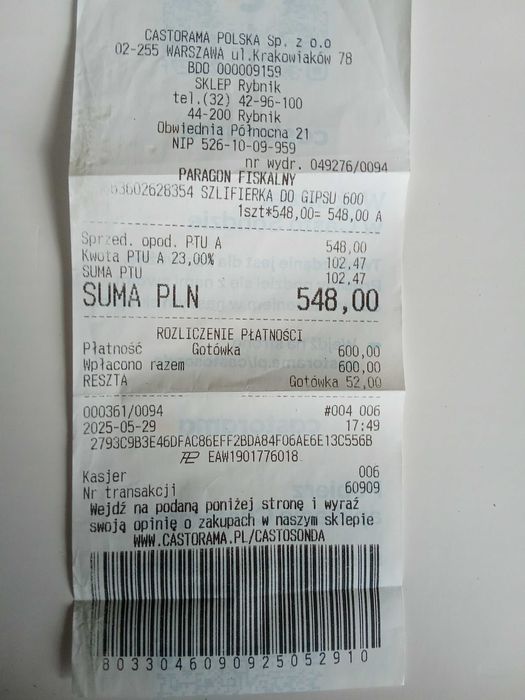 CASTORAMA POLSKA Sp. z o.o
02-255 WARSZAWA ul.Krakowiaków 78
BDO 000009159
SKLEP Rybnik
tel.(32) 42-96-100
44-200 Rybnik
Obwiednia Północna 21
NIP 526-10-09-959
nr wydr. 049276/0094
PARAGON FISKALNY
63602628354 SZLIFIERKA DO GIPSU 600
1szt*548,00= 548,00 A
Sprzed. opod. PTU A 548,00
Kwota PTU A 23,00% 102,47
SUMA PTU 102,47
SUMA PLN 548,00
ROZLICZENIE PŁATNOŚCI
Płatność Gotówka 600,00
Wpłacono razem 600,00
RESZTA Gotówka 52,00
000361/0094 #004 006
2025-05-29 17:49
2793C9B3E46DFAC86EFF2BDA84F06AE6E13C556B
EAW1901776018
Kasjer 006
Nr transakcji 60909
Wejdź na podaną poniżej stronę i wyraź
swoją opinię o zakupach w naszym sklepie
WWW.CASTORAMA.PL/CASTOSONDA
8033046090925052910